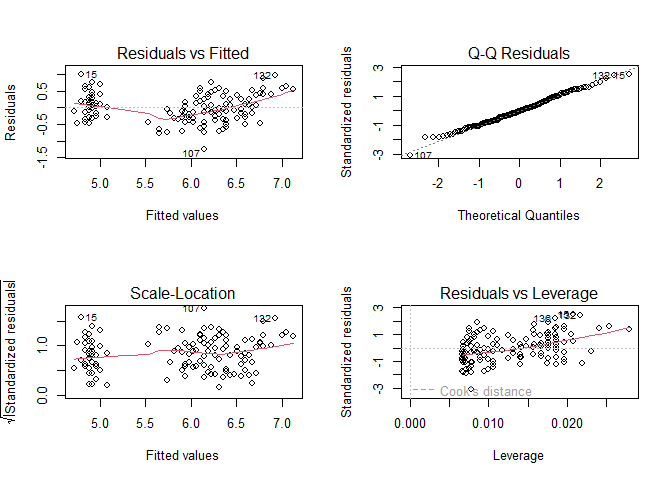 Residuals vs Fitted
Residuals
-1.5 -0.5 0.5
15
132
107
5.0 5.5 6.0 6.5 7.0
Fitted values
Q-Q Residuals
Standardized residuals
-3 -1 1 3
132 15
107
-2 -1 0 1 2
Theoretical Quantiles
Scale-Location
√|Standardized residuals|
0.0 1.0
15
107
132
5.0 5.5 6.0 6.5 7.0
Fitted values
Residuals vs Leverage
Standardized residuals
-3 -1 1 3
136
132
Cook's distance
0.000 0.010 0.020
Leverage